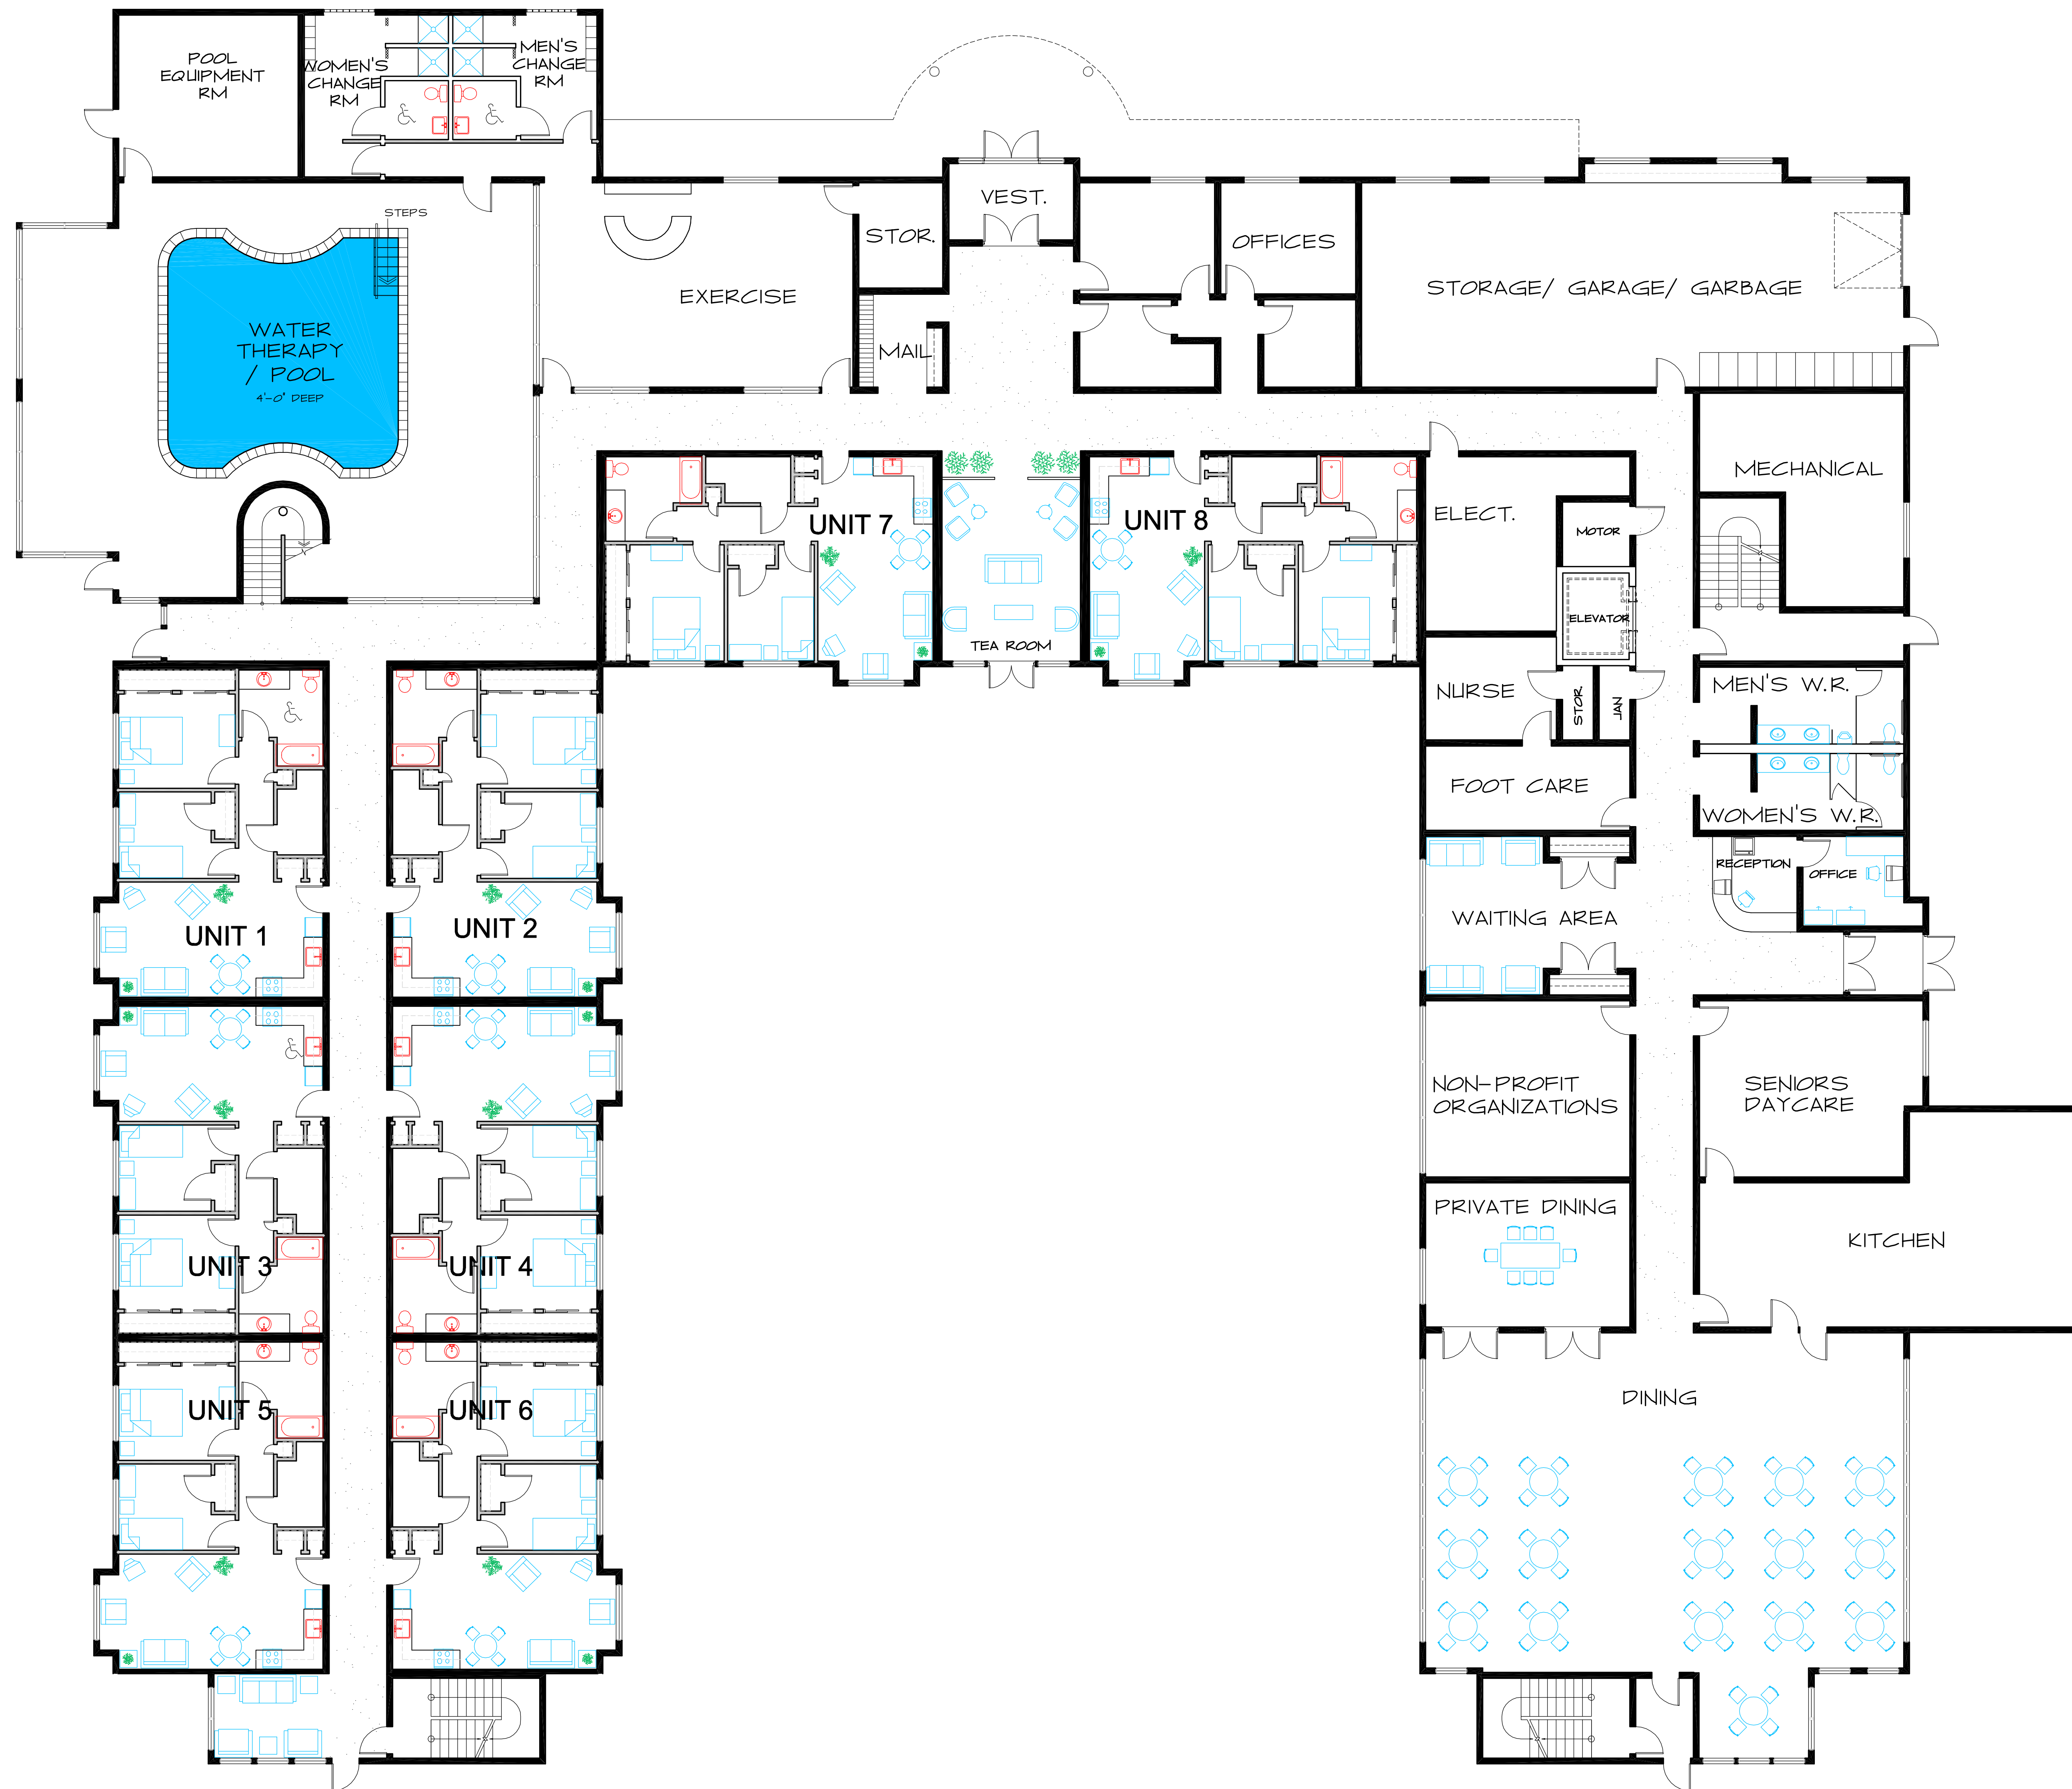 POOL
EQUIPMENT
RM
WOMEN'S
CHANGE
RM
MEN'S
CHANGE
RM
STEPS
WATER
THERAPY
/ POOL
4'-0" DEEP
EXERCISE
STOR.
MAIL
VEST.
OFFICES
STORAGE/ GARAGE/ GARBAGE
MECHANICAL
UNIT 7
TEA ROOM
UNIT 8
ELECT.
MOTOR
ELEVATOR
NURSE
STOR.
JAN
MEN'S W.R.
FOOT CARE
WOMEN'S W.R.
RECEPTION
OFFICE
WAITING AREA
UNIT 1
UNIT 2
NON-PROFIT
ORGANIZATIONS
SENIORS
DAYCARE
PRIVATE DINING
KITCHEN
UNIT 3
UNIT 4
UNIT 5
UNIT 6
DINING